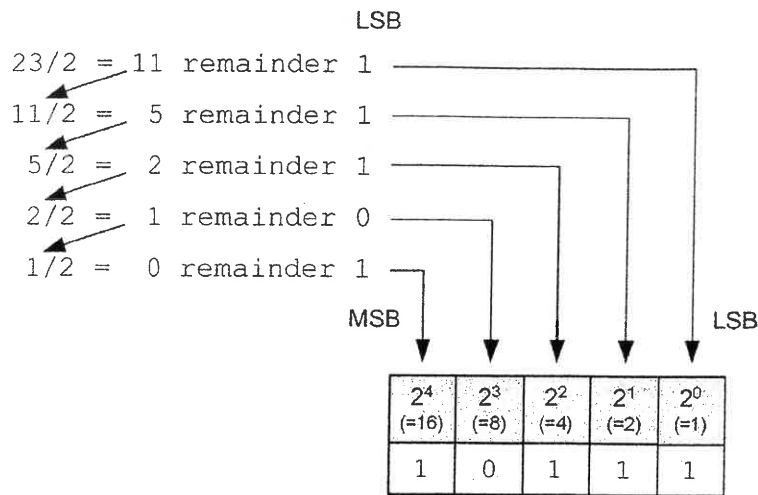 LSB
23/2 = 11 remainder 1
11/2 = 5 remainder 1
5/2 = 2 remainder 1
2/2 = 1 remainder 0
1/2 = 0 remainder 1
MSB LSB
2⁴ 2³ 2² 2¹ 2⁰
(=16) (=8) (=4) (=2) (=1)
1 0 1 1 1